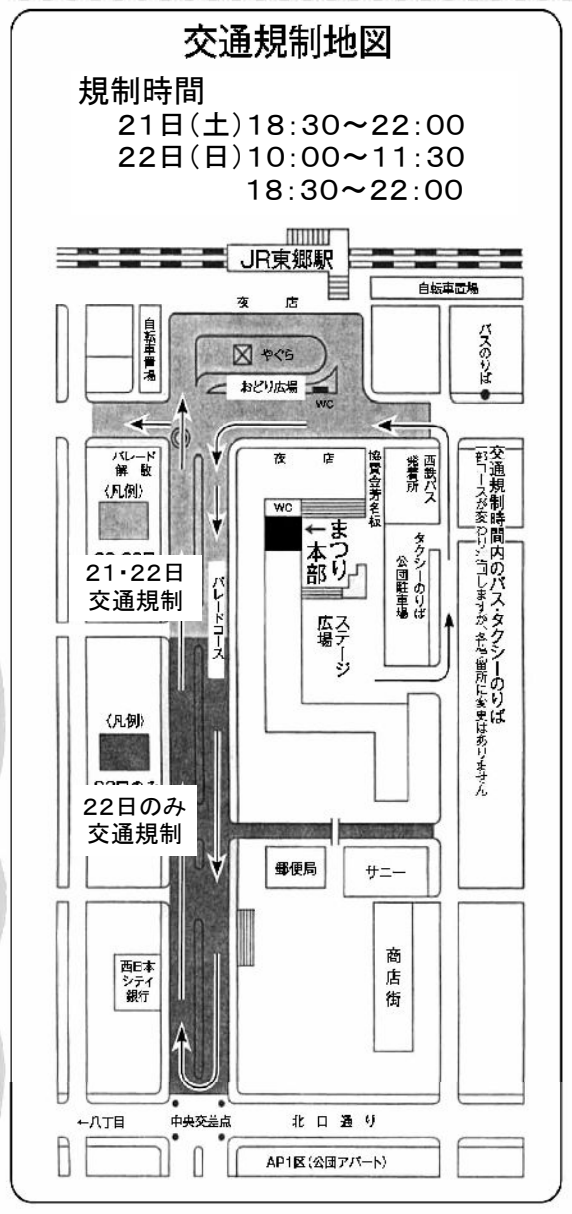 交通規制地図
規制時間
21日(土)18:30～22:00
22日(日)10:00～11:30
18:30～22:00
JR東郷駅
自転車置場
夜店
自転車置場
やぐら
おどり広場
WC
バスのりば
パレード
解散
夜店
協賛金芳名板
西鉄バス
発着所
〈凡例〉
WC
←まつり
本部
21・22日
交通規制
パレードコース
ステージ
広場
タクシーのりば
公団駐車場
交通規制時間内のバス・タクシーのりば
〈凡例〉
22日のみ
交通規制
郵便局
サニー
西日本
シティ
銀行
商店街
←八丁目
中央交差点
北口通り
AP1区(公団アパート)